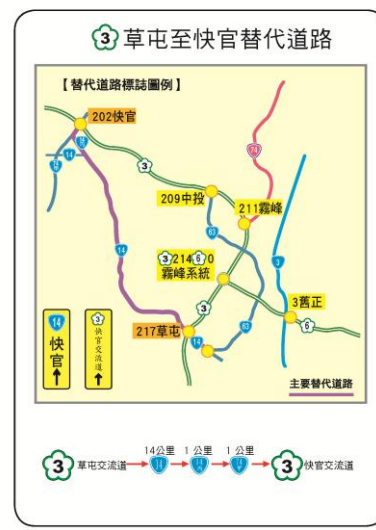 3 草屯至快官替代道路
【替代道路標誌圖例】
202快官
14
3
74
209中投
211霧峰
63
3
3 214 6 0
霧峰系統
14
3舊正
3
6
217草屯
14
63
14
快官
3
快官交流道
主要替代道路
14公里 1 公里 1 公里
3 草屯交流道 14 3 快官交流道